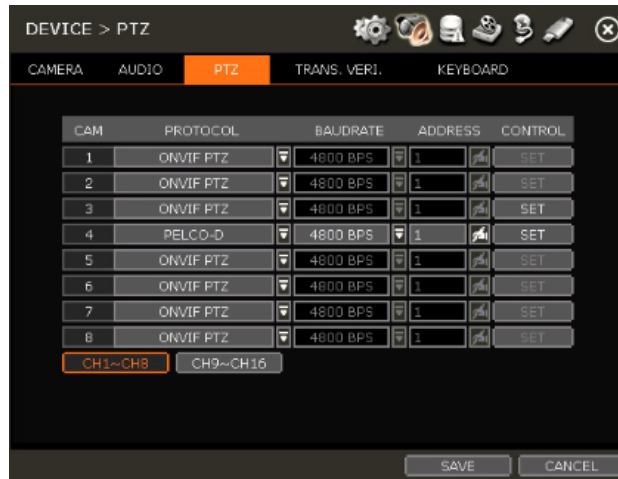 DEVICE > PTZ
CAMERA AUDIO PTZ TRANS. VERI. KEYBOARD
CAM PROTOCOL BAUDRATE ADDRESS CONTROL
1 ONVIF PTZ 4800 BPS 1 SET
2 ONVIF PTZ 4800 BPS 1 SET
3 ONVIF PTZ 4800 BPS 1 SET
4 PELCO-D 4800 BPS 1 SET
5 ONVIF PTZ 4800 BPS 1 SET
6 ONVIF PTZ 4800 BPS 1 SET
7 ONVIF PTZ 4800 BPS 1 SET
8 ONVIF PTZ 4800 BPS 1 SET
CH1~CH8 CH9~CH16
SAVE CANCEL